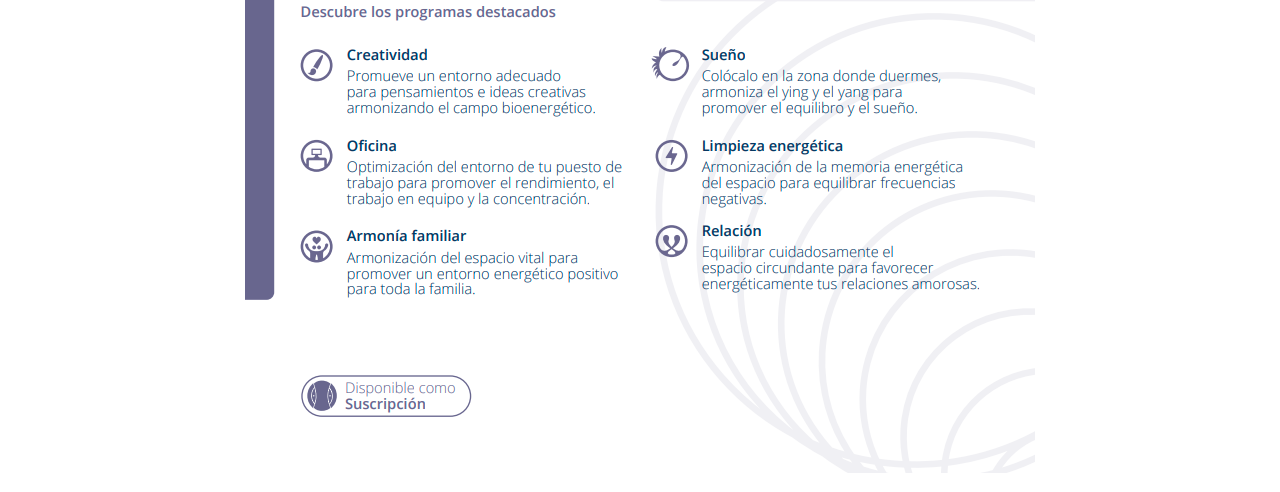 Descubre los programas destacados
Creatividad
Promueve un entorno adecuado
para pensamientos e ideas creativas
armonizando el campo bioenergético.
Oficina
Optimización del entorno de tu puesto de
trabajo para promover el rendimiento, el
trabajo en equipo y la concentración.
Armonía familiar
Armonización del espacio vital para
promover un entorno energético positivo
para toda la familia.
Sueño
Colócalo en la zona donde duermes,
armoniza el ying y el yang para
promover el equilibro y el sueño.
Limpieza energética
Armonización de la memoria energética
del espacio para equilibrar frecuencias
negativas.
Relación
Equilibrar cuidadosamente el
espacio circundante para favorecer
energéticamente tus relaciones amorosas.
Disponible como
Suscripción